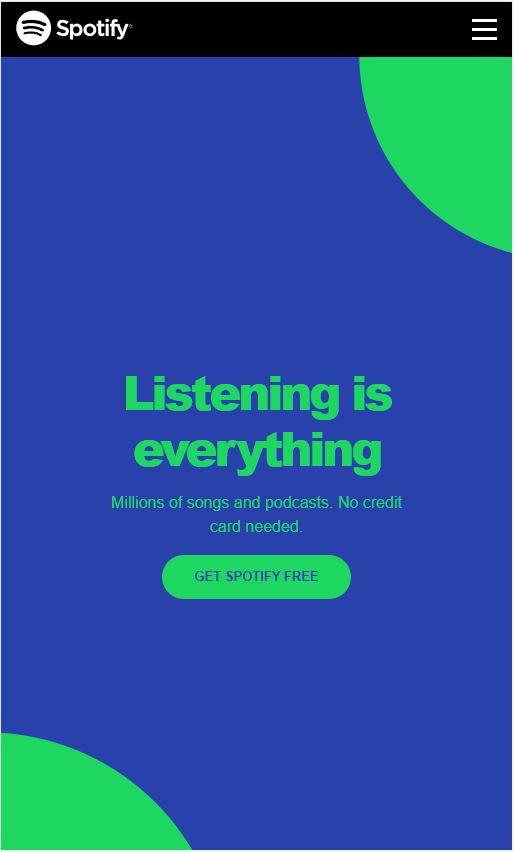 Spotify®
Listening is
everything
Millions of songs and podcasts. No credit
card needed.
GET SPOTIFY FREE